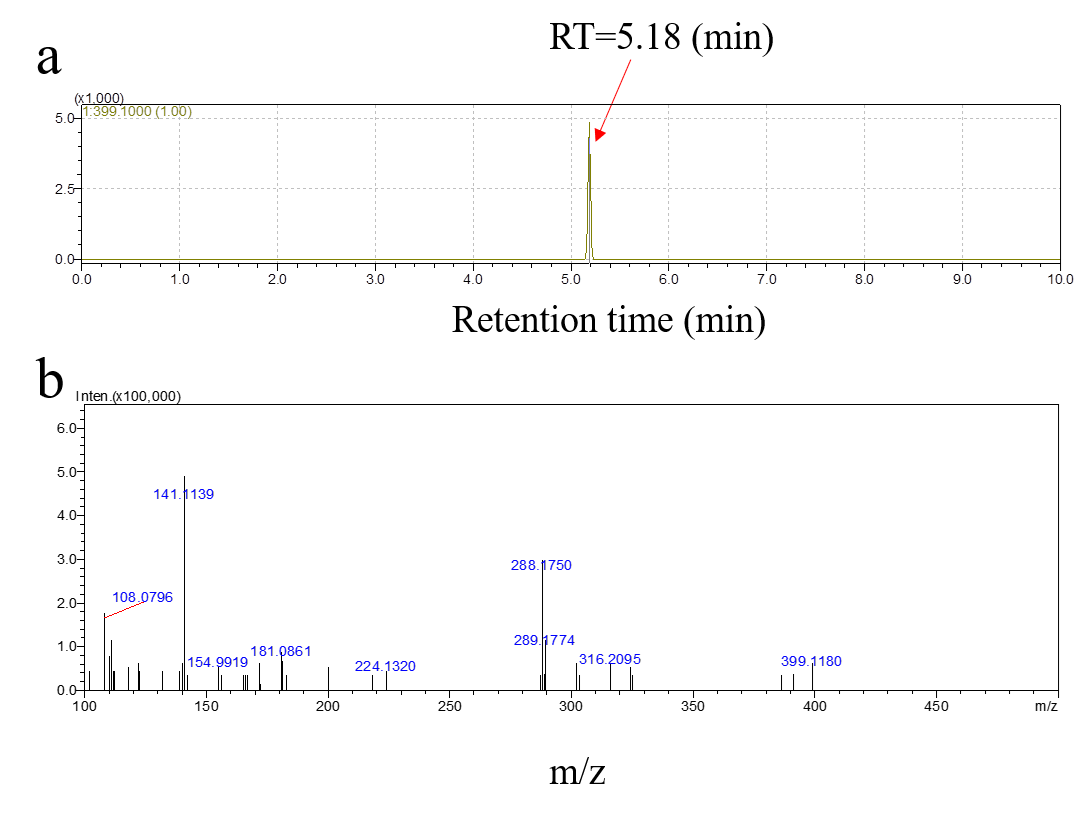 a
RT=5.18 (min)
(x1,000)
1:399.1000 (1.00)
5.0
2.5
0.0
0.0 1.0 2.0 3.0 4.0 5.0 6.0 7.0 8.0 9.0 10.0
Retention time (min)
b
Inten.(x100,000)
6.0
5.0
4.0
3.0
2.0
1.0
0.0
141.1139
108.0796
154.9919
181.0861
224.1320
288.1750
289.1774
316.2095
399.1180
100 150 200 250 300 350 400 450 m/z
m/z